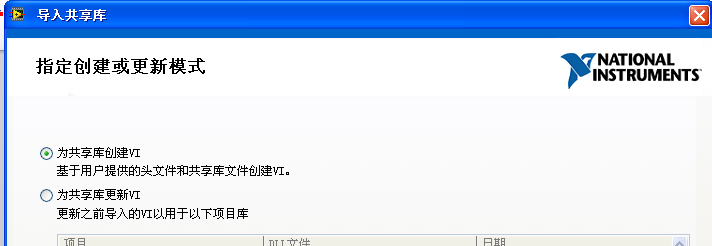 导入共享库
指定创建或更新模式
NATIONAL
INSTRUMENTS
为共享库创建VI
基于用户提供的头文件和共享库文件创建VI。
为共享库更新VI
更新之前导入的VI以用于以下项目库
项目 DLL文件 日期